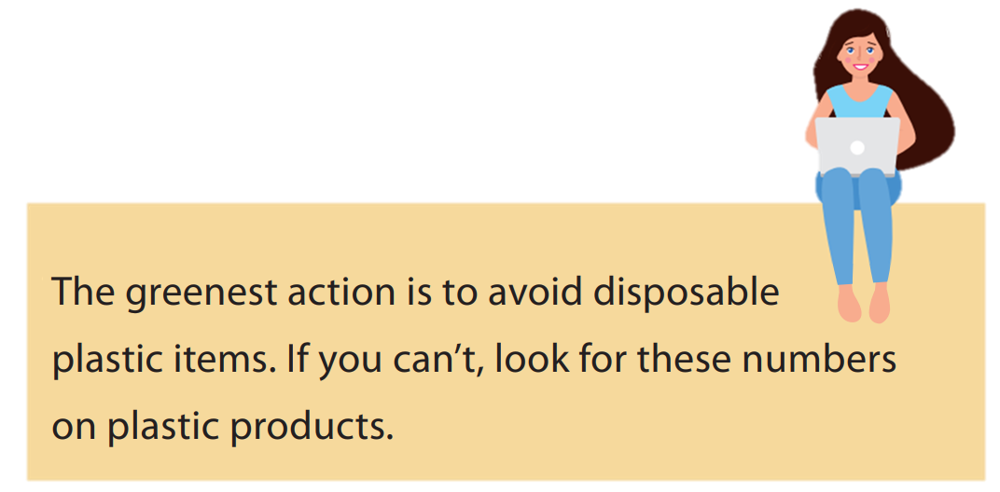 The greenest action is to avoid disposable
plastic items. If you can’t, look for these numbers
on plastic products.